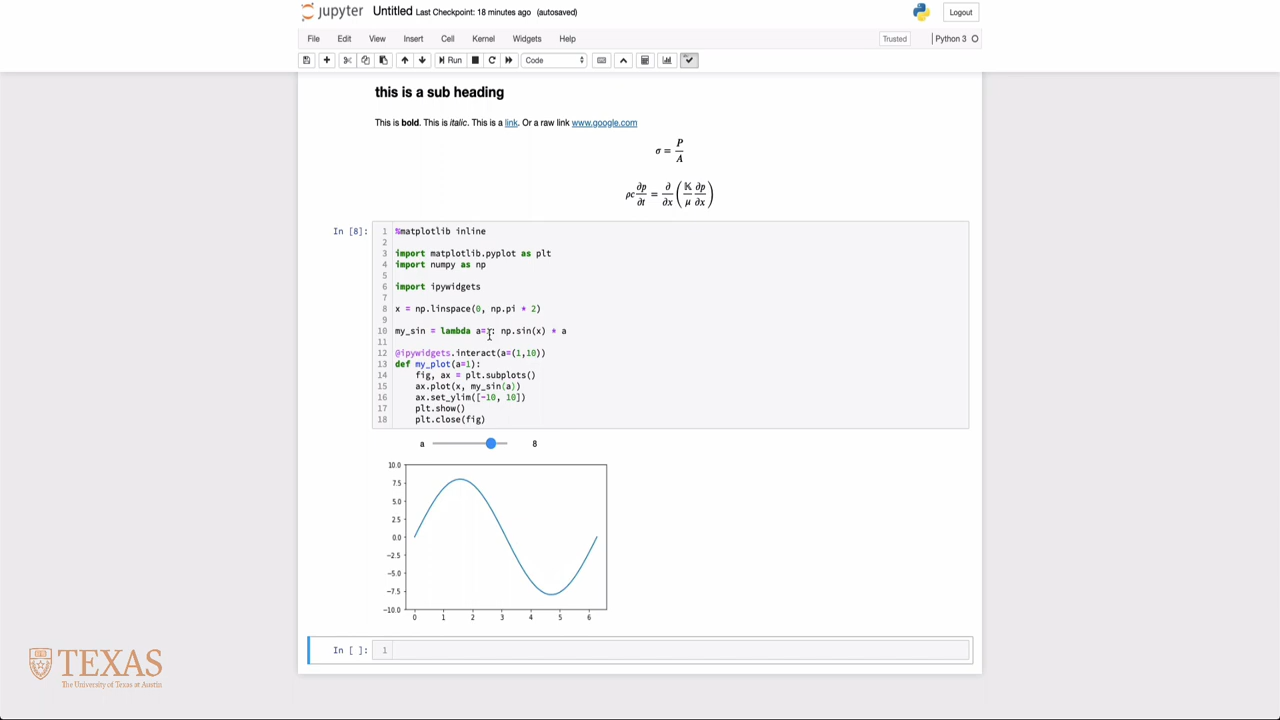 jupyter Untitled Last Checkpoint: 18 minutes ago (autosaved) Logout
File Edit View Insert Cell Kernel Widgets Help Trusted Python 3
Run Code
this is a sub heading
This is bold. This is italic. This is a link. Or a raw link www.google.com
σ = P/A
ρc ∂p/∂t = ∂/∂x (𝕂/μ ∂p/∂x)
In [8]: 1 %matplotlib inline
2
3 import matplotlib.pyplot as plt
4 import numpy as np
5
6 import ipywidgets
7
8 x = np.linspace(0, np.pi * 2)
9
10 my_sin = lambda a=1: np.sin(x) * a
11
12 @ipywidgets.interact(a=(1,10))
13 def my_plot(a=1):
14 fig, ax = plt.subplots()
15 ax.plot(x, my_sin(a))
16 ax.set_ylim([-10, 10])
17 plt.show()
18 plt.close(fig)
a 8
10.0
7.5
5.0
2.5
0.0
−2.5
−5.0
−7.5
−10.0
0 1 2 3 4 5 6
In [ ]: 1
TEXAS
The University of Texas at Austin